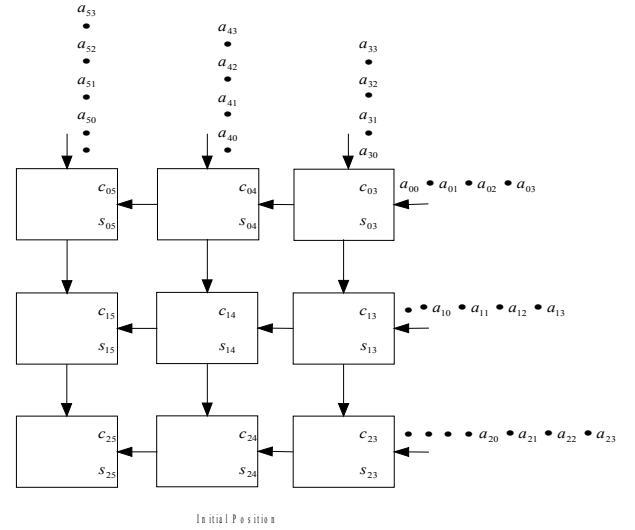 a₅₃
a₄₃
a₅₂
a₃₃
a₄₂
a₃₂
a₅₁
a₄₁
a₅₀
a₃₁
a₄₀
a₃₀
c₀₅ c₀₄ c₀₃ a₀₀ • a₀₁ • a₀₂ • a₀₃
s₀₅ s₀₄ s₀₃
c₁₅ c₁₄ c₁₃ • • a₁₀ • a₁₁ • a₁₂ • a₁₃
s₁₅ s₁₄ s₁₃
c₂₅ c₂₄ c₂₃ • • • • a₂₀ • a₂₁ • a₂₂ • a₂₃
s₂₅ s₂₄ s₂₃
Initial Position